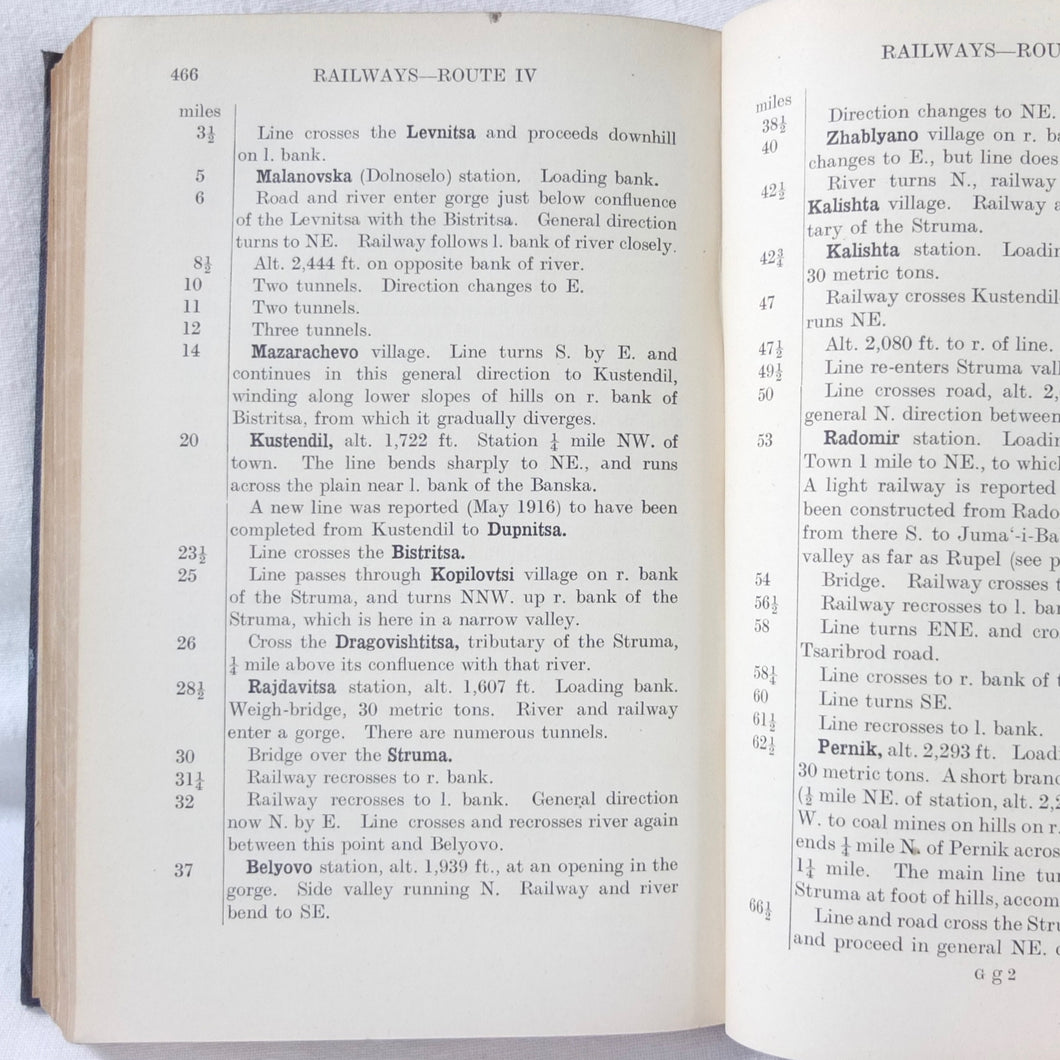 466 RAILWAYS—ROUTE IV
miles
3½ Line crosses the Levnitsa and proceeds downhill
on l. bank.
5 Malanovska (Dolnoselo) station. Loading bank.
6 Road and river enter gorge just below confluence
of the Levnitsa with the Bistritsa. General direction
turns to NE. Railway follows l. bank of river closely.
8½ Alt. 2,444 ft. on opposite bank of river.
10 Two tunnels. Direction changes to E.
11 Two tunnels.
12 Three tunnels.
14 Mazarachevo village. Line turns S. by E. and
continues in this general direction to Kustendil,
winding along lower slopes of hills on r. bank of
Bistritsa, from which it gradually diverges.
20 Kustendil, alt. 1,722 ft. Station ¼ mile NW. of
town. The line bends sharply to NE., and runs
across the plain near l. bank of the Banska.
A new line was reported (May 1916) to have been
completed from Kustendil to Dupnitsa.
23½ Line crosses the Bistritsa.
25 Line passes through Kopilovtsi village on r. bank
of the Struma, and turns NNW. up r. bank of the
Struma, which is here in a narrow valley.
26 Cross the Dragovishtitsa, tributary of the Struma,
¼ mile above its confluence with that river.
28½ Rajdavitsa station, alt. 1,607 ft. Loading bank.
Weigh-bridge, 30 metric tons. River and railway
enter a gorge. There are numerous tunnels.
30 Bridge over the Struma.
31¼ Railway recrosses to r. bank.
32 Railway recrosses to l. bank. General direction
now N. by E. Line crosses and recrosses river again
between this point and Belyovo.
37 Belyovo station, alt. 1,939 ft., at an opening in the
gorge. Side valley running N. Railway and river
bend to SE.
RAILWAYS—ROU
miles
38½ Direction changes to NE.
40 Zhablyano village on r. ba
changes to E., but line does
42½ River turns N., railway
Kalishta village. Railway a
tary of the Struma.
42¾ Kalishta station. Loadin
30 metric tons.
47 Railway crosses Kustendil
runs NE.
47½ Alt. 2,080 ft. to r. of line.
49½ Line re-enters Struma vall
50 Line crosses road, alt. 2,
general N. direction between
53 Radomir station. Loadin
Town 1 mile to NE., to which
A light railway is reported
been constructed from Rado
from there S. to Juma‘-i-Ba
valley as far as Rupel (see p
54 Bridge. Railway crosses t
56½ Railway recrosses to l. ban
58 Line turns ENE. and cro
Tsaribrod road.
58¼ Line crosses to r. bank of t
60 Line turns SE.
61½ Line recrosses to l. bank.
62½ Pernik, alt. 2,293 ft. Loadi
30 metric tons. A short branc
(½ mile NE. of station, alt. 2,2
W. to coal mines on hills on r.
ends ¼ mile N. of Pernik acros
1¼ mile. The main line tur
Struma at foot of hills, accom
66½ Line and road cross the Stru
and proceed in general NE. d
G g 2